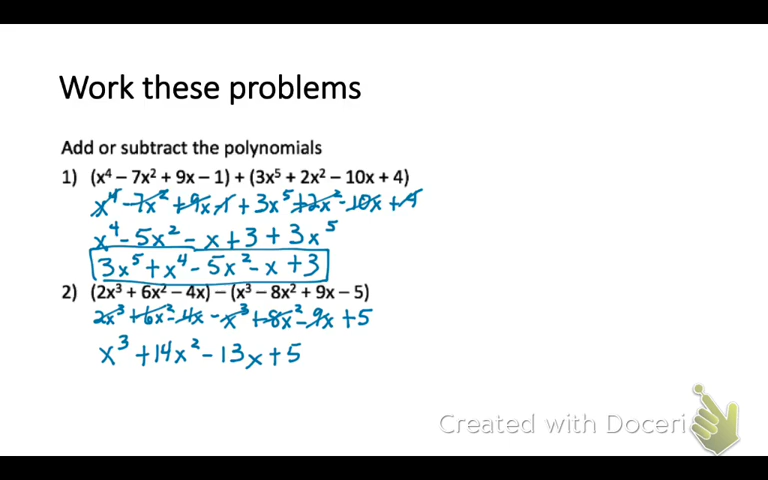 Work these problems
Add or subtract the polynomials
1) (x⁴ – 7x² + 9x – 1) + (3x⁵ + 2x² – 10x + 4)
x⁴ - 7x² + 9x - 1 + 3x⁵ + 2x² - 10x + 4
x⁴ - 5x² - x + 3 + 3x⁵
3x⁵ + x⁴ - 5x² - x + 3
2) (2x³ + 6x² – 4x) – (x³ – 8x² + 9x – 5)
2x³ + 6x² - 4x - x³ + 8x² - 9x + 5
x³ + 14x² - 13x + 5
Created with Doceri